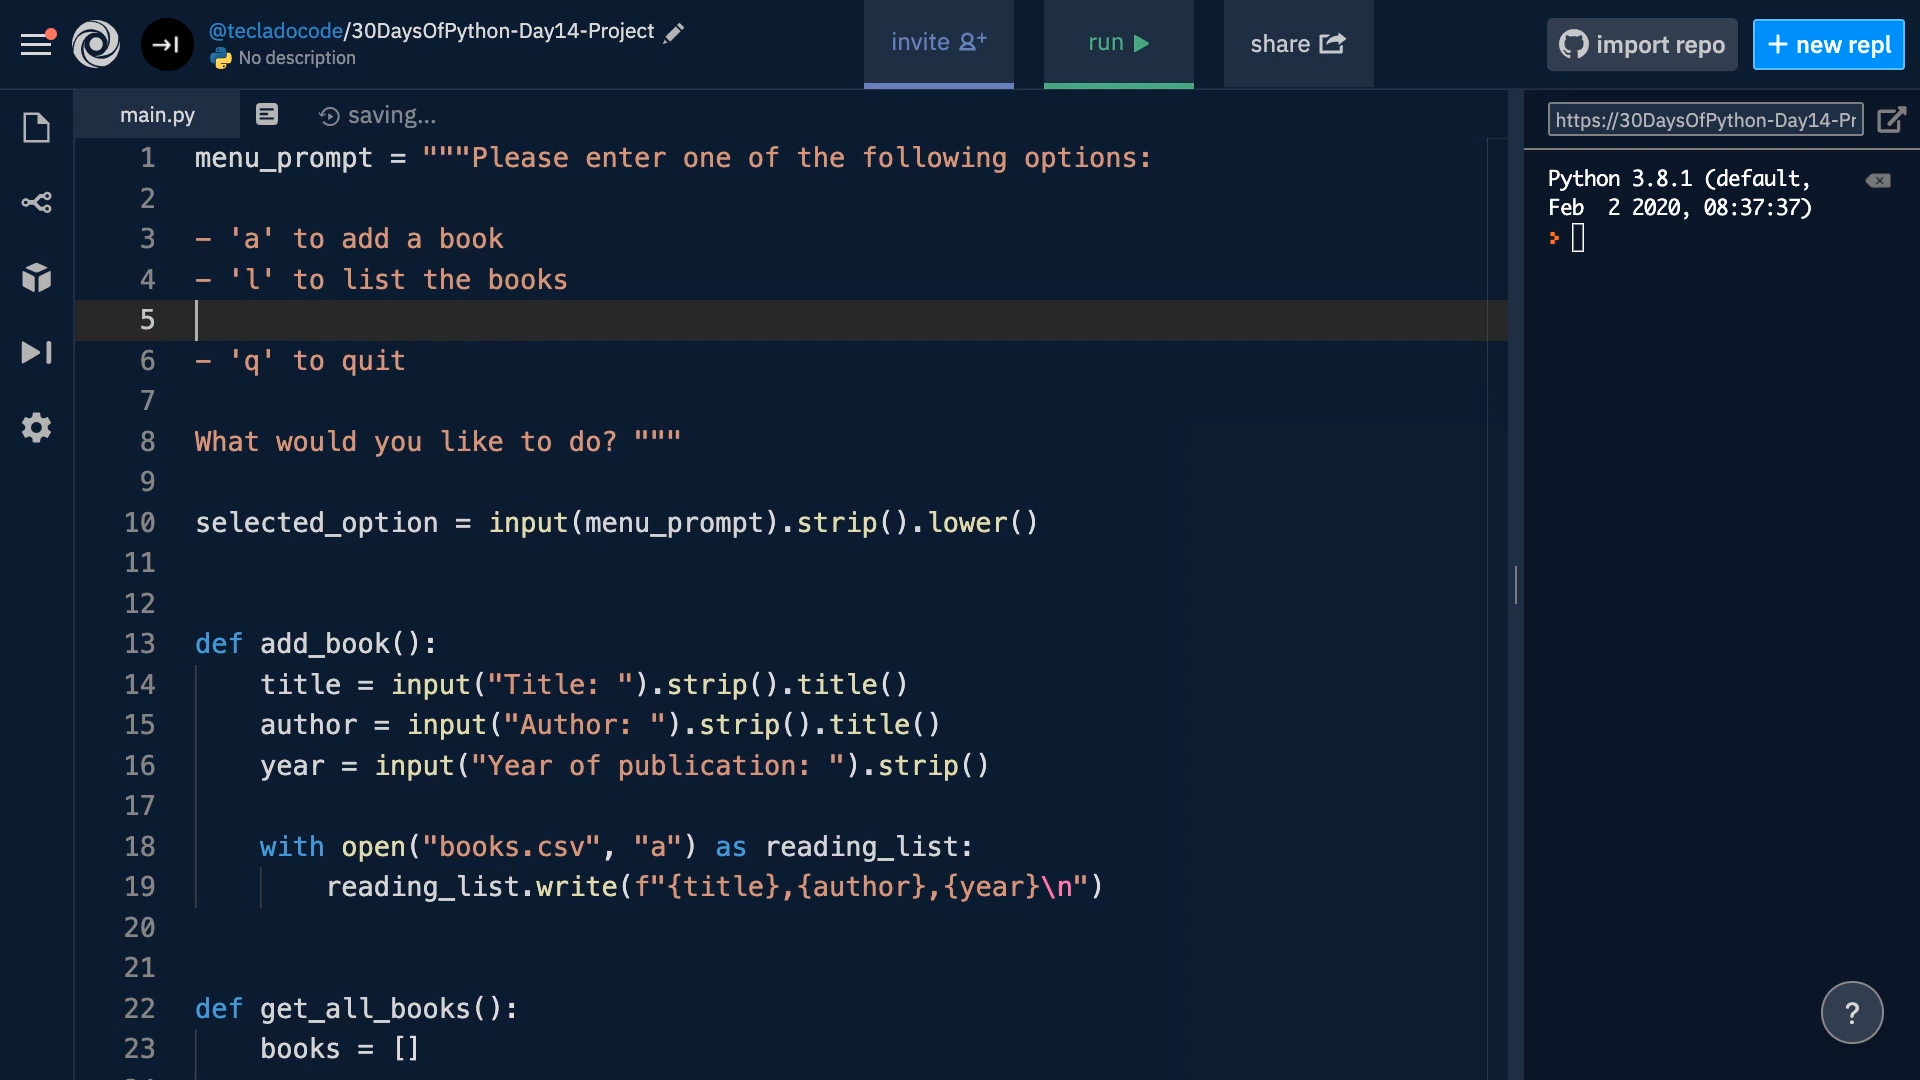 @tecladocode/30DaysOfPython-Day14-Project
No description
invite
run
share
import repo
+ new repl
main.py
saving...
https://30DaysOfPython-Day14-Pr
1 menu_prompt = """Please enter one of the following options:
2
3 - 'a' to add a book
4 - 'l' to list the books
5
6 - 'q' to quit
7
8 What would you like to do? """
9
10 selected_option = input(menu_prompt).strip().lower()
11
12
13 def add_book():
14     title = input("Title: ").strip().title()
15     author = input("Author: ").strip().title()
16     year = input("Year of publication: ").strip()
17
18     with open("books.csv", "a") as reading_list:
19         reading_list.write(f"{title},{author},{year}\n")
20
21
22 def get_all_books():
23     books = []
Python 3.8.1 (default,
Feb  2 2020, 08:37:37)
?